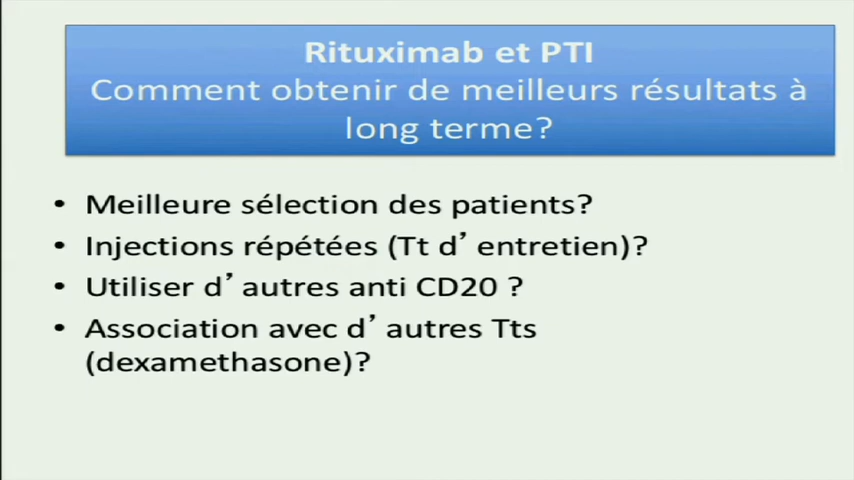 Rituximab et PTI
Comment obtenir de meilleurs résultats à
long terme?
• Meilleure sélection des patients?
• Injections répétées (Tt d’ entretien)?
• Utiliser d’ autres anti CD20 ?
• Association avec d’ autres Tts
(dexamethasone)?